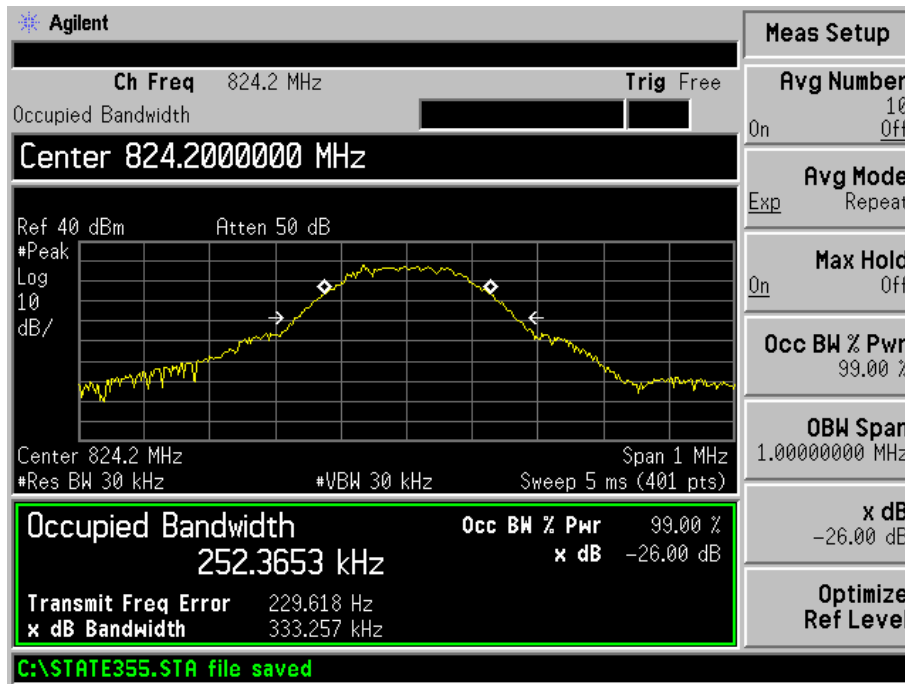 Agilent
Ch Freq 824.2 MHz Trig Free
Occupied Bandwidth
Center 824.2000000 MHz
Ref 40 dBm Atten 50 dB
#Peak
Log
10
dB/
Center 824.2 MHz Span 1 MHz
#Res BW 30 kHz #VBW 30 kHz Sweep 5 ms (401 pts)
Occupied Bandwidth Occ BW % Pwr 99.00 %
252.3653 kHz x dB -26.00 dB
Transmit Freq Error 229.618 Hz
x dB Bandwidth 333.257 kHz
C:\STATE355.STA file saved
Meas Setup
Avg Number
10
On Off
Avg Mode
Exp Repeat
Max Hold
On Off
Occ BW % Pwr
99.00 %
OBW Span
1.00000000 MHz
x dB
-26.00 dB
Optimize
Ref Level